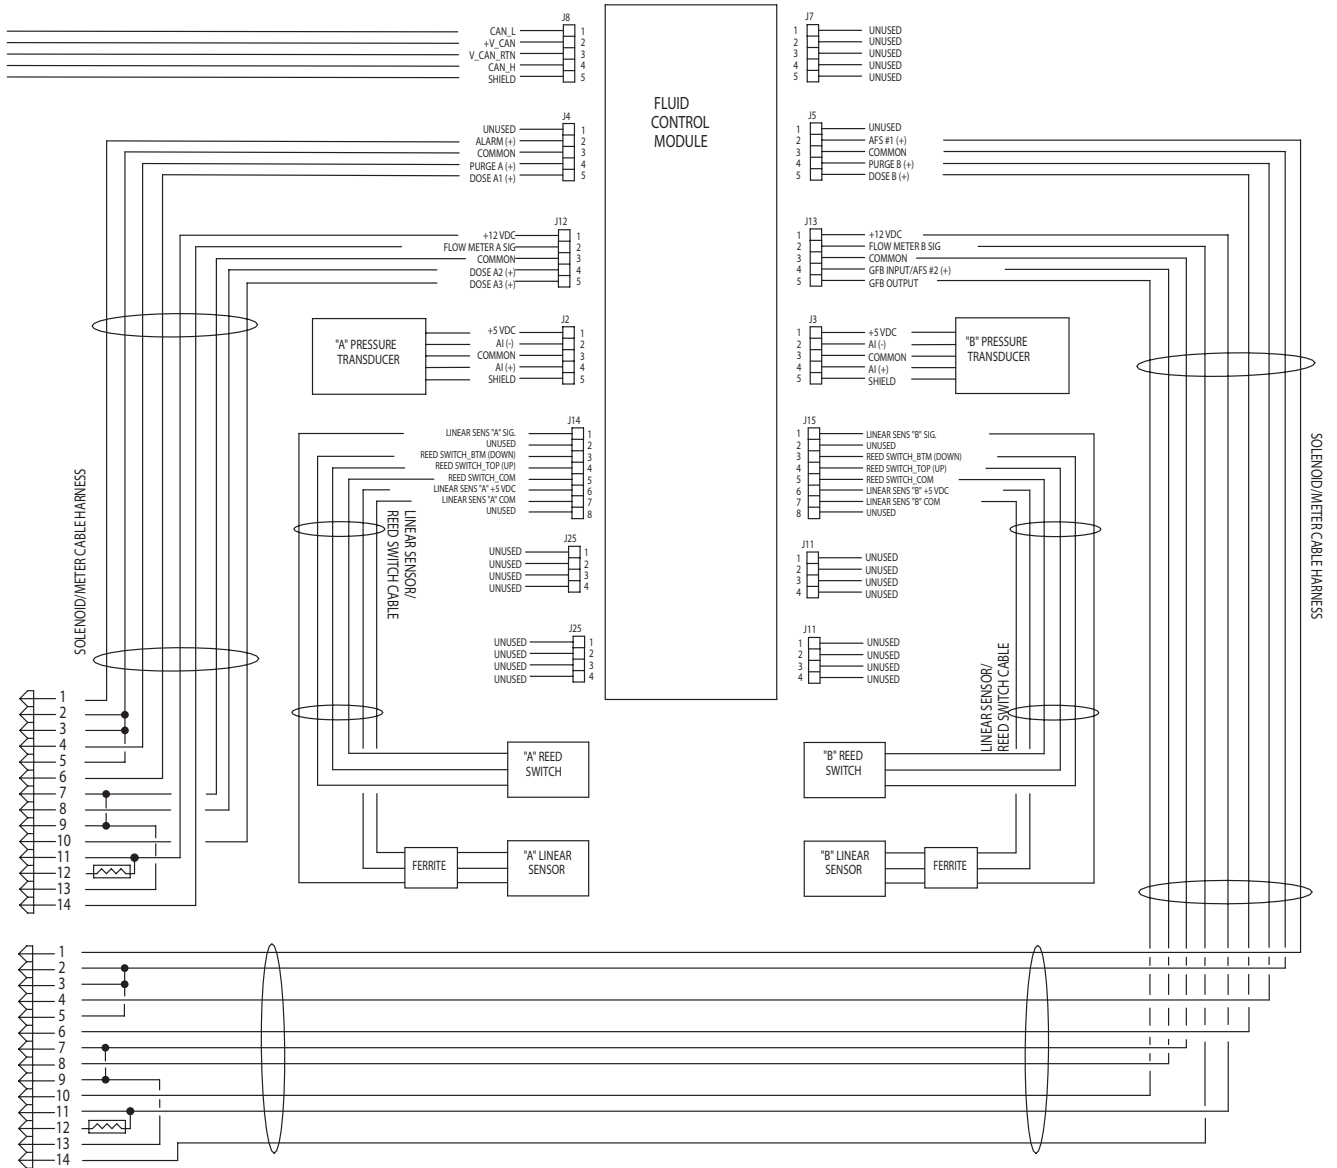 J8
CAN_L 1
+V_CAN 2
V_CAN_RTN 3
CAN_H 4
SHIELD 5
J4
UNUSED 1
ALARM (+) 2
COMMON 3
PURGE A (+) 4
DOSE A1 (+) 5
J12
+12 VDC 1
FLOW METER A SIG 2
COMMON 3
DOSE A2 (+) 4
DOSE A3 (+) 5
"A" PRESSURE
TRANSDUCER
J2
+5 VDC 1
AI (-) 2
COMMON 3
AI (+) 4
SHIELD 5
J14
LINEAR SENS "A" SIG. 1
UNUSED 2
REED SWITCH_BTM (DOWN) 3
REED SWITCH_TOP (UP) 4
REED SWITCH_COM 5
LINEAR SENS "A" +5 VDC 6
LINEAR SENS "A" COM 7
UNUSED 8
J25
UNUSED 1
UNUSED 2
UNUSED 3
UNUSED 4
J25
UNUSED 1
UNUSED 2
UNUSED 3
UNUSED 4
FLUID
CONTROL
MODULE
J7
1 UNUSED
2 UNUSED
3 UNUSED
4 UNUSED
5 UNUSED
J5
1 UNUSED
2 AFS #1 (+)
3 COMMON
4 PURGE B (+)
5 DOSE B (+)
J13
1 +12 VDC
2 FLOW METER B SIG
3 COMMON
4 GFB INPUT/AFS #2 (+)
5 GFB OUTPUT
J3
1 +5 VDC
2 AI (-)
3 COMMON
4 AI (+)
5 SHIELD
"B" PRESSURE
TRANSDUCER
J15
1 LINEAR SENS "B" SIG.
2 UNUSED
3 REED SWITCH_BTM (DOWN)
4 REED SWITCH_TOP (UP)
5 REED SWITCH_COM
6 LINEAR SENS "B" +5 VDC
7 LINEAR SENS "B" COM
8 UNUSED
J11
1 UNUSED
2 UNUSED
3 UNUSED
4 UNUSED
J11
1 UNUSED
2 UNUSED
3 UNUSED
4 UNUSED
SOLENOID/METER CABLE HARNESS
LINEAR SENSOR/
REED SWITCH CABLE
LINEAR SENSOR/
REED SWITCH CABLE
SOLENOID/METER CABLE HARNESS
"A" REED
SWITCH
"B" REED
SWITCH
FERRITE
"A" LINEAR
SENSOR
"B" LINEAR
SENSOR
FERRITE
1
2
3
4
5
6
7
8
9
10
11
12
13
14
1
2
3
4
5
6
7
8
9
10
11
12
13
14